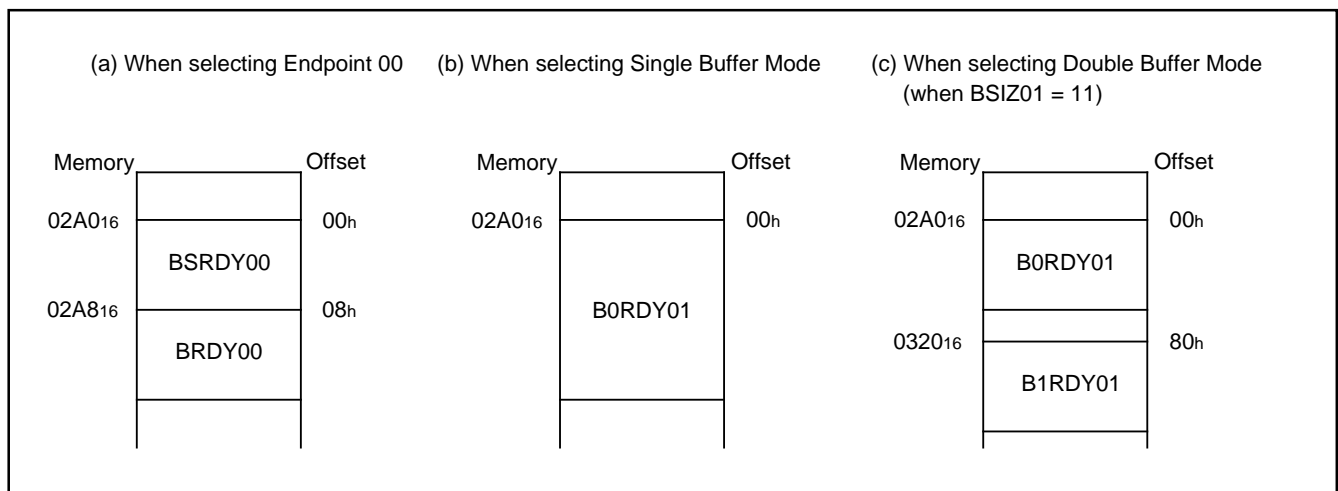 (a) When selecting Endpoint 00
Memory Offset
02A016 00h
BSRDY00
02A816 08h
BRDY00
(b) When selecting Single Buffer Mode
Memory Offset
02A016 00h
B0RDY01
(c) When selecting Double Buffer Mode
(when BSIZ01 = 11)
Memory Offset
02A016 00h
B0RDY01
032016 80h
B1RDY01